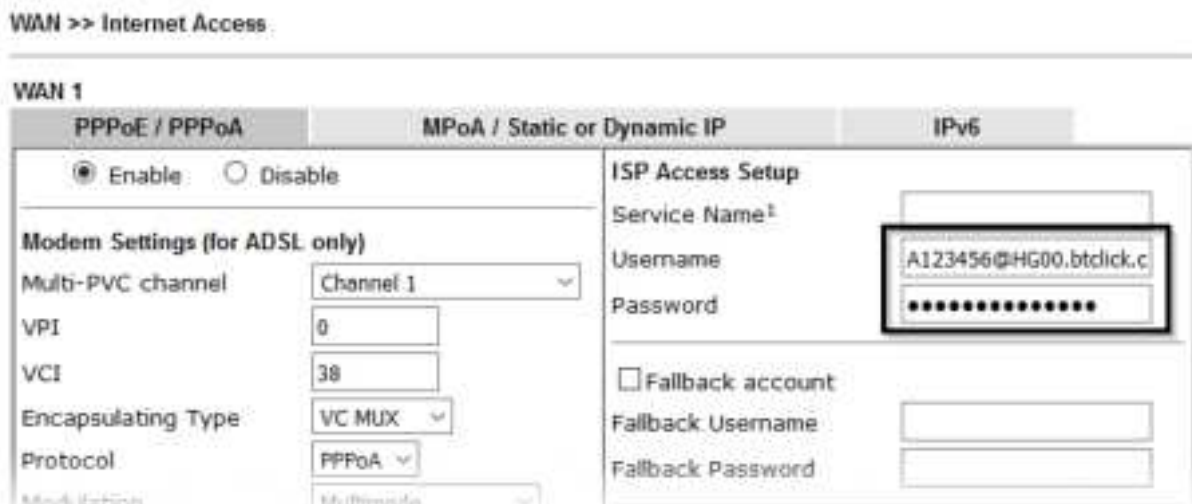 WAN >> Internet Access
WAN 1
PPPoE / PPPoA
MPoA / Static or Dynamic IP
IPv6
Enable
Disable
Modem Settings (for ADSL only)
Multi-PVC channel
Channel 1
VPI
0
VCI
38
Encapsulating Type
VC MUX
Protocol
PPPoA
Modulation
Multimode
ISP Access Setup
Service Name¹
Username
A123456@HG00.btclick.c
Password
••••••••••••••
Fallback account
Fallback Username
Fallback Password